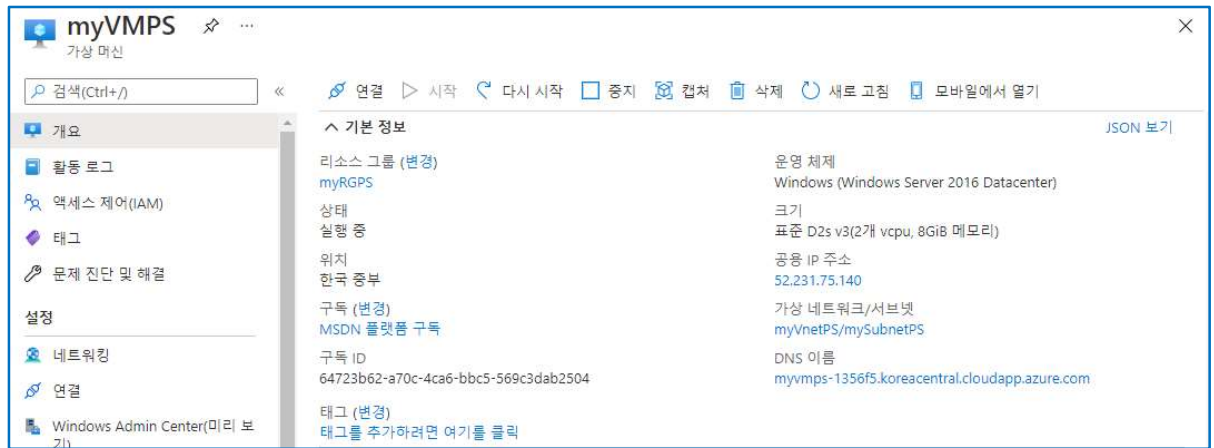 myVMPS
가상 머신
검색(Ctrl+/)
연결 시작 다시 시작 중지 캡처 삭제 새로 고침 모바일에서 열기
개요
활동 로그
액세스 제어(IAM)
태그
문제 진단 및 해결
설정
네트워킹
연결
Windows Admin Center(미리 보
기)
기본 정보
JSON 보기
리소스 그룹 (변경)
myRGPS
상태
실행 중
위치
한국 중부
구독 (변경)
MSDN 플랫폼 구독
구독 ID
64723b62-a70c-4ca6-bbc5-569c3dab2504
태그 (변경)
태그를 추가하려면 여기를 클릭
운영 체제
Windows (Windows Server 2016 Datacenter)
크기
표준 D2s v3(2개 vcpu, 8GiB 메모리)
공용 IP 주소
52.231.75.140
가상 네트워크/서브넷
myVnetPS/mySubnetPS
DNS 이름
myvmps-1356f5.koreacentral.cloudapp.azure.com